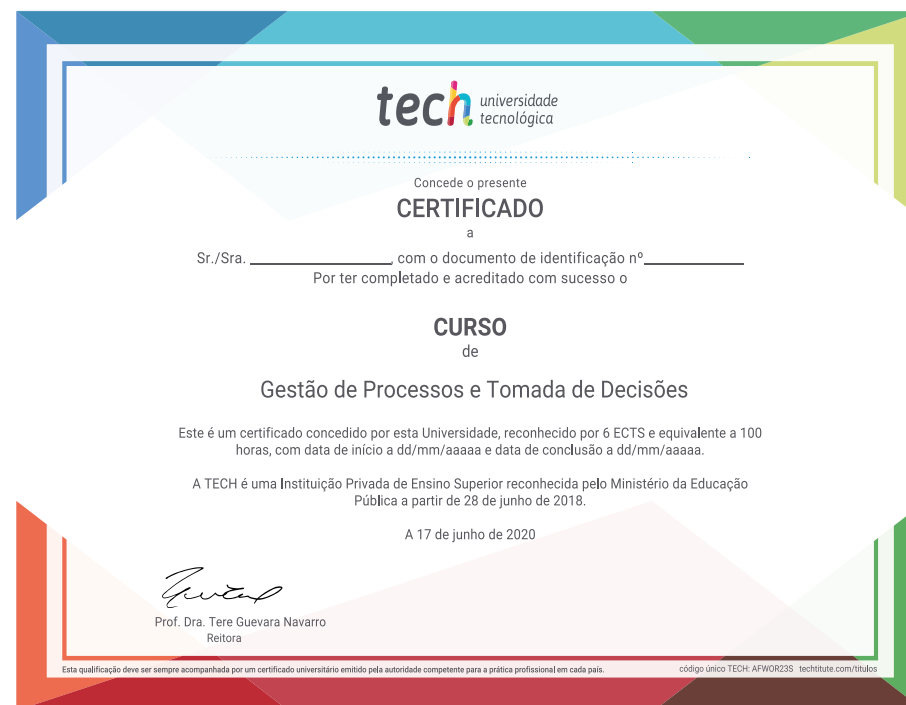 tech universidade
tecnológica
Concede o presente
CERTIFICADO
a
Sr./Sra. ________________, com o documento de identificação nº____________
Por ter completado e acreditado com sucesso o
CURSO
de
Gestão de Processos e Tomada de Decisões
Este é um certificado concedido por esta Universidade, reconhecido por 6 ECTS e equivalente a 100
horas, com data de início a dd/mm/aaaaa e data de conclusão a dd/mm/aaaaa.
A TECH é uma Instituição Privada de Ensino Superior reconhecida pelo Ministério da Educação
Pública a partir de 28 de junho de 2018.
A 17 de junho de 2020
Prof. Dra. Tere Guevara Navarro
Reitora
Esta qualificação deve ser sempre acompanhada por um certificado universitário emitido pela autoridade competente para a prática profissional em cada país.
código único TECH: AFWOR23S techtitute.com/titulos